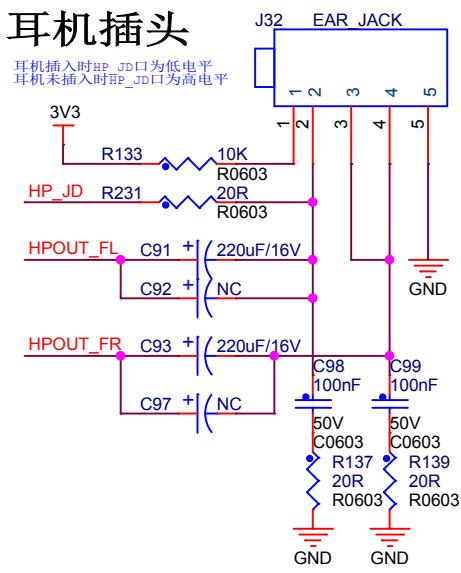 耳机插头
J32 EAR_JACK
耳机插入时HP_JD口为低电平
耳机未插入时HP_JD口为高电平
1 2 3 4 5
1 2 3 4 5
3V3
R133 10K
R0603
HP_JD R231 20R
R0603
HPOUT_FL C91 + 220uF/16V
C92 + NC
GND
HPOUT_FR C93 + 220uF/16V
C97 + NC
C98 C99
100nF 100nF
50V 50V
C0603 C0603
R137 R139
20R 20R
R0603 R0603
GND GND